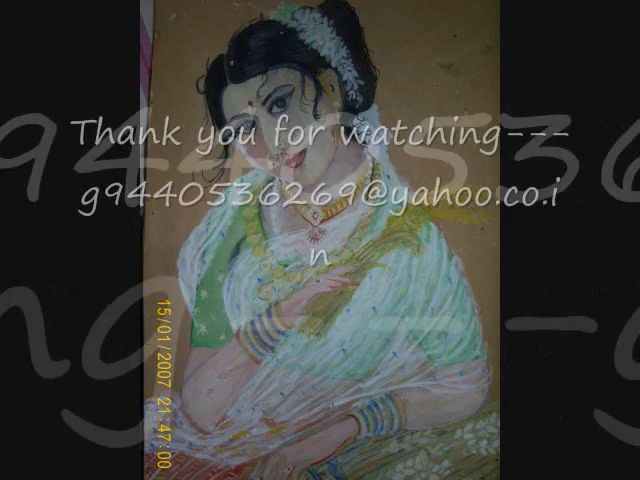 Thank you for watching---
g9440536269@yahoo.co.i
n
15/01/2007 21:47:00